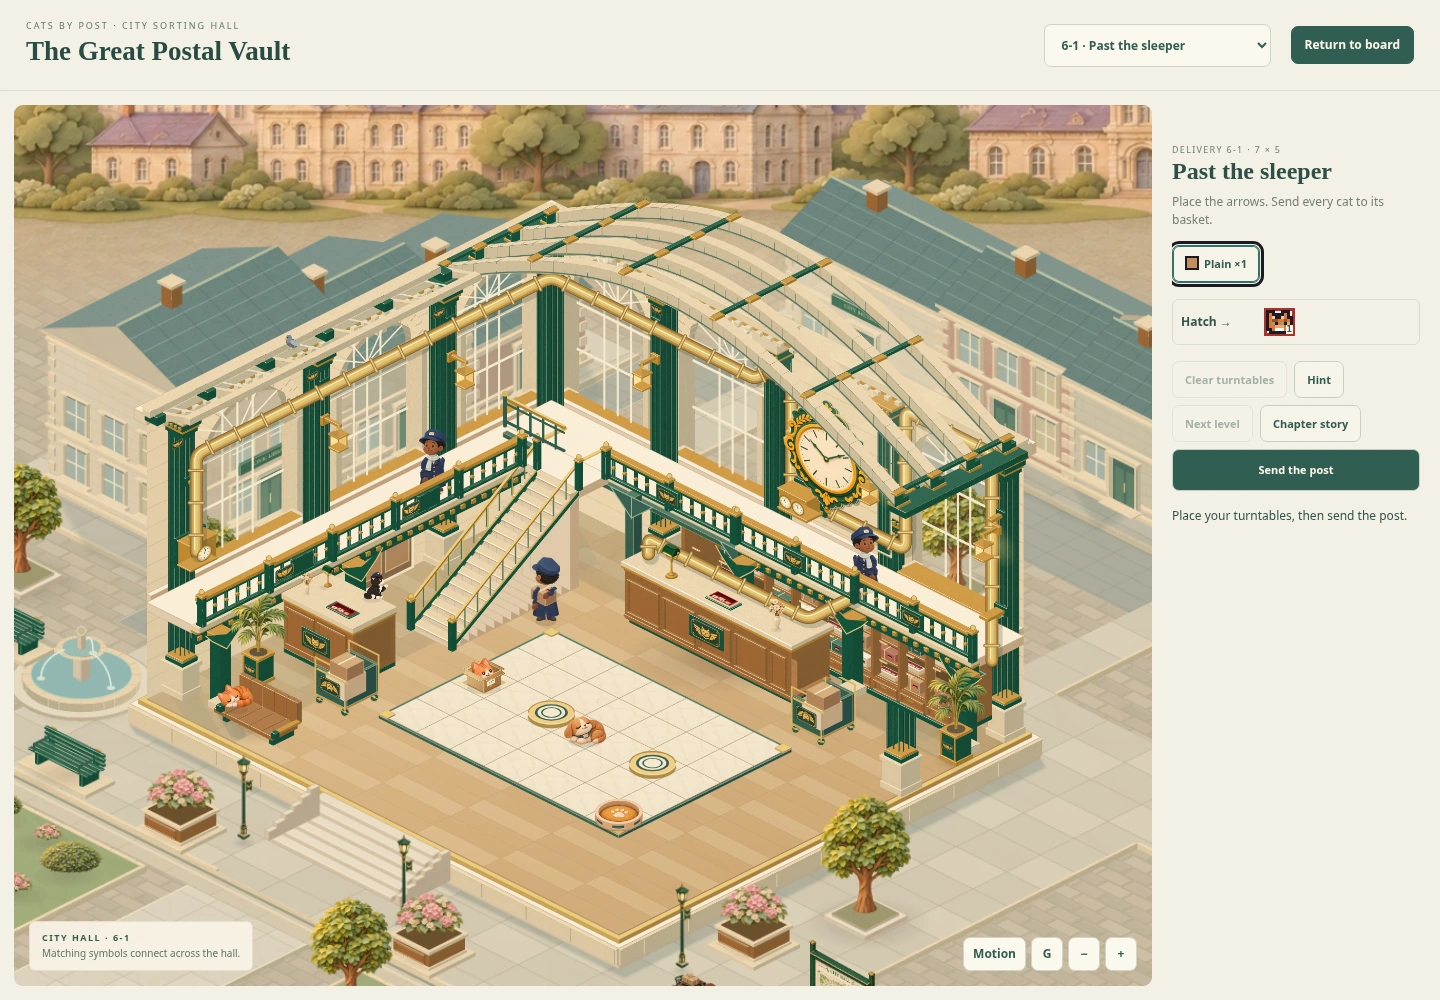 CATS BY POST · CITY SORTING HALL
The Great Postal Vault
6-1 · Past the sleeper
Return to board
DELIVERY 6-1 · 7 × 5
Past the sleeper
Place the arrows. Send every cat to its
basket.
Plain ×1
Hatch →
1
Clear turntables
Hint
Next level
Chapter story
Send the post
Place your turntables, then send the post.
CITY HALL · 6-1
Matching symbols connect across the hall.
Motion
G
−
+